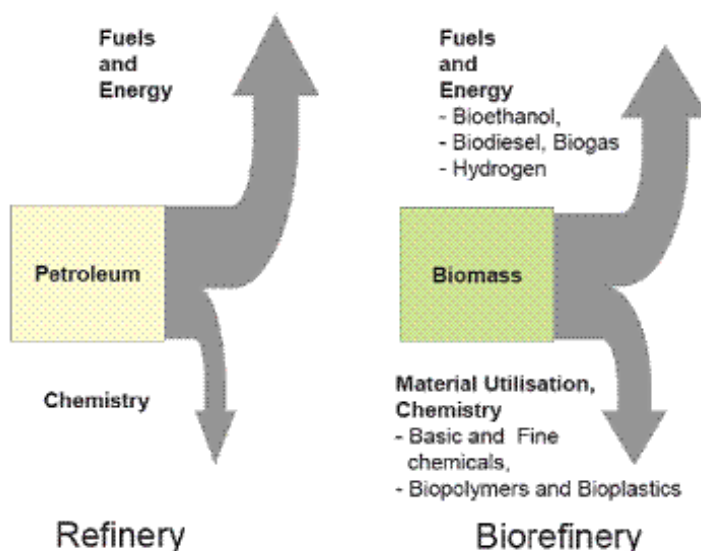 Fuels
and
Energy
Petroleum
Chemistry
Refinery
Fuels
and
Energy
- Bioethanol,
- Biodiesel, Biogas
- Hydrogen
Biomass
Material Utilisation,
Chemistry
- Basic and Fine
chemicals,
- Biopolymers and Bioplastics
Biorefinery